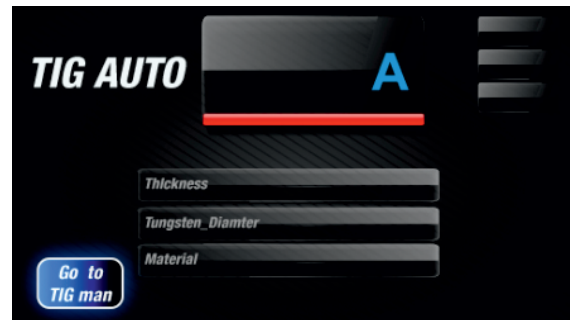 TIG AUTO
A
Thickness
Tungsten_Diamter
Material
Go to
TIG man